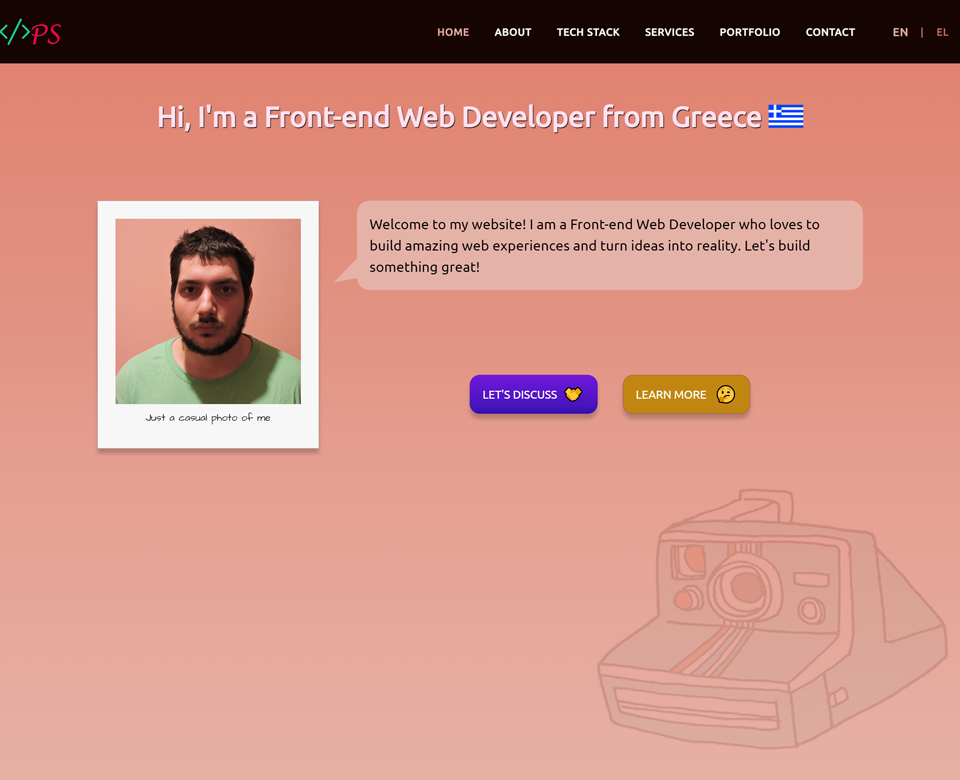 </>PS
HOME ABOUT TECH STACK SERVICES PORTFOLIO CONTACT EN | EL
Hi, I'm a Front-end Web Developer from Greece
Welcome to my website! I am a Front-end Web Developer who loves to
build amazing web experiences and turn ideas into reality. Let's build
something great!
LET'S DISCUSS LEARN MORE
Just a casual photo of me